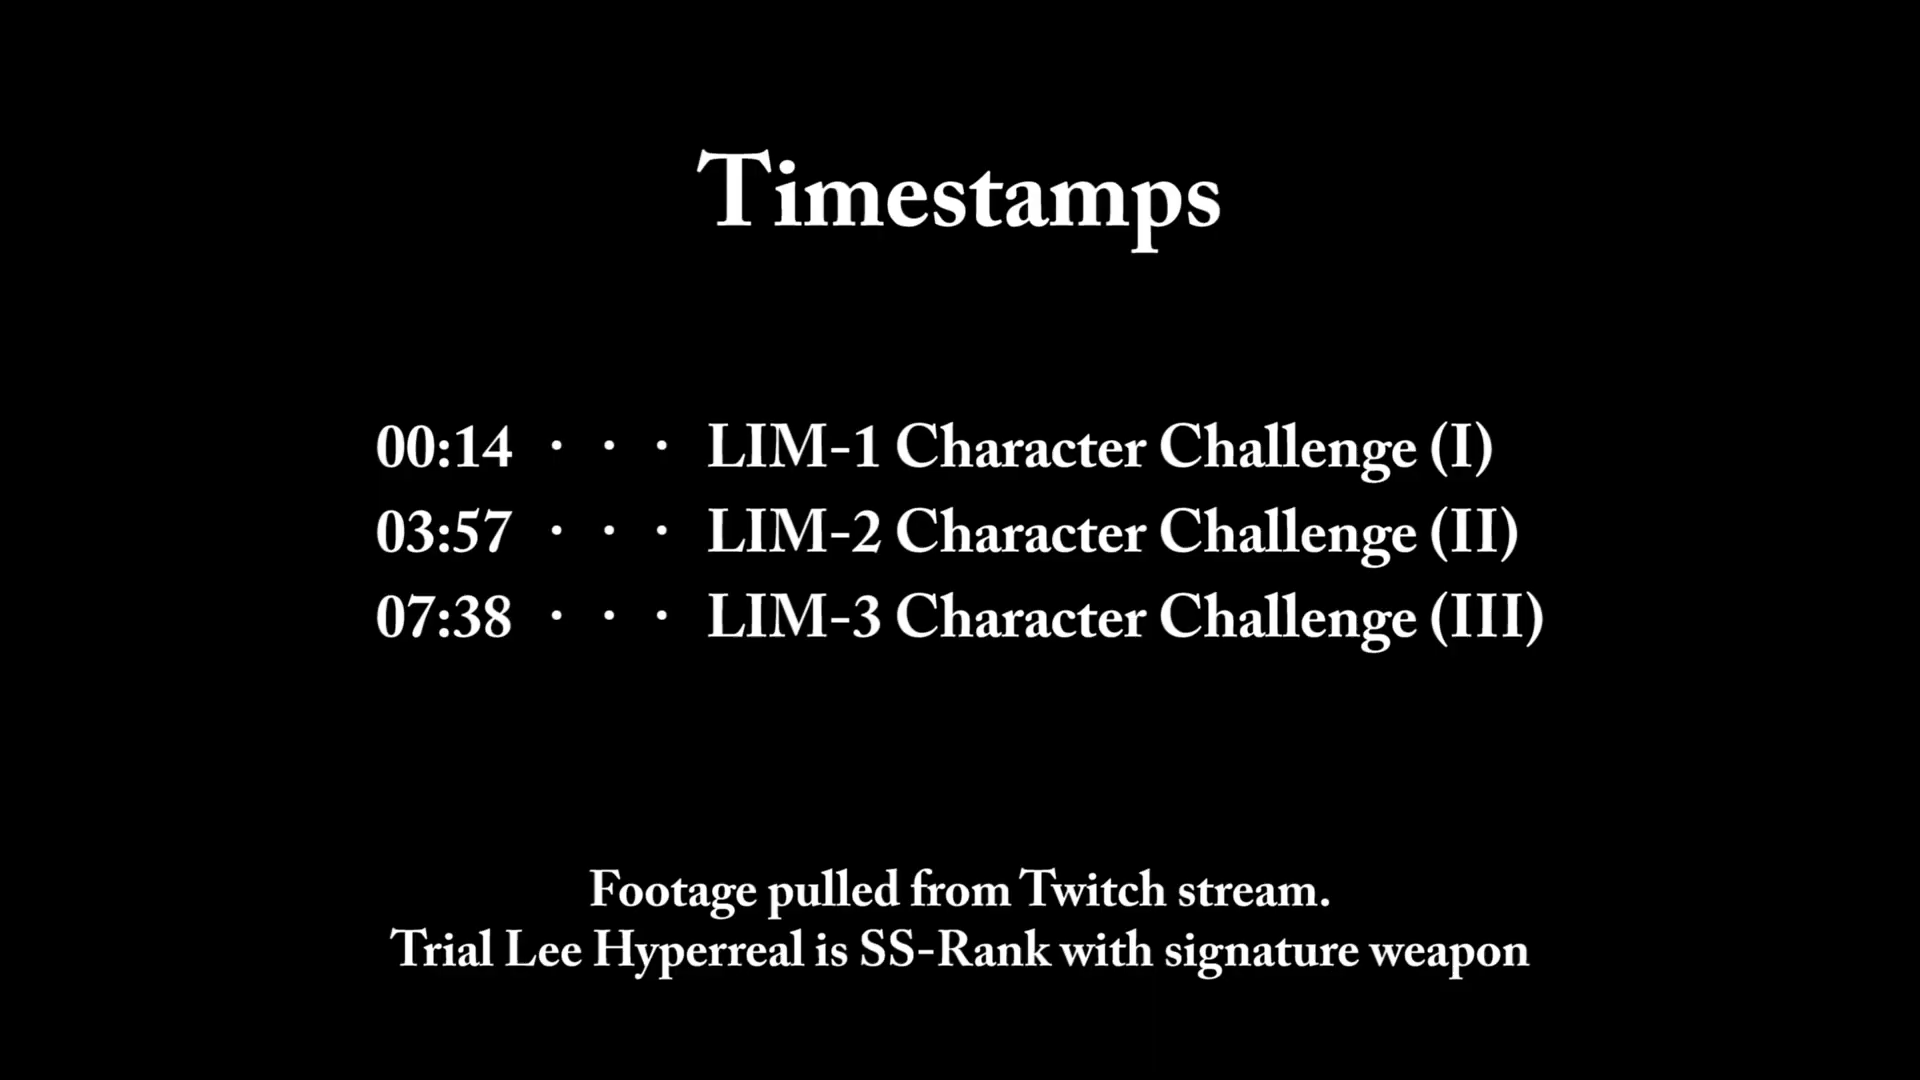 Timestamps
00:14 · · · LIM-1 Character Challenge (I)
03:57 · · · LIM-2 Character Challenge (II)
07:38 · · · LIM-3 Character Challenge (III)
Footage pulled from Twitch stream.
Trial Lee Hyperreal is SS-Rank with signature weapon